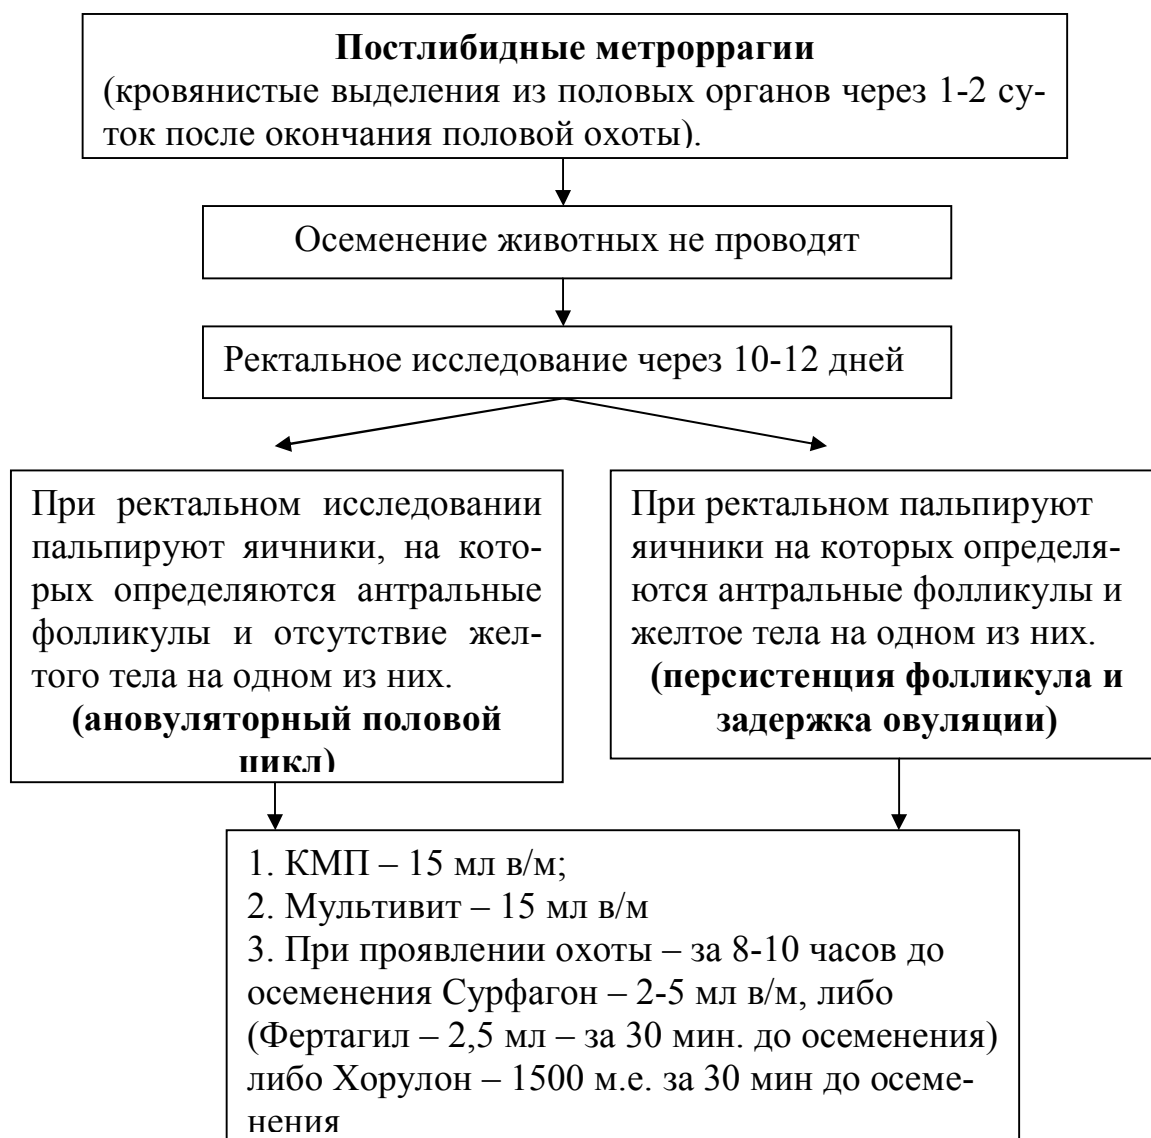 Постлибидные метроррагии
(кровянистые выделения из половых органов через 1-2 су-
ток после окончания половой охоты).
Осеменение животных не проводят
Ректальное исследование через 10-12 дней
При ректальном исследовании
пальпируют яичники, на кото-
рых определяются антральные
фолликулы и отсутствие жел-
того тела на одном из них.
(ановуляторный половой
цикл)
При ректальном пальпируют
яичники на которых определя-
ются антральные фолликулы и
желтое тела на одном из них.
(персистенция фолликула и
задержка овуляции)
1. КМП – 15 мл в/м;
2. Мультивит – 15 мл в/м
3. При проявлении охоты – за 8-10 часов до
осеменения Сурфагон – 2-5 мл в/м, либо
(Фертагил – 2,5 мл – за 30 мин. до осеменения)
либо Хорулон – 1500 м.е. за 30 мин до осеме-
нения